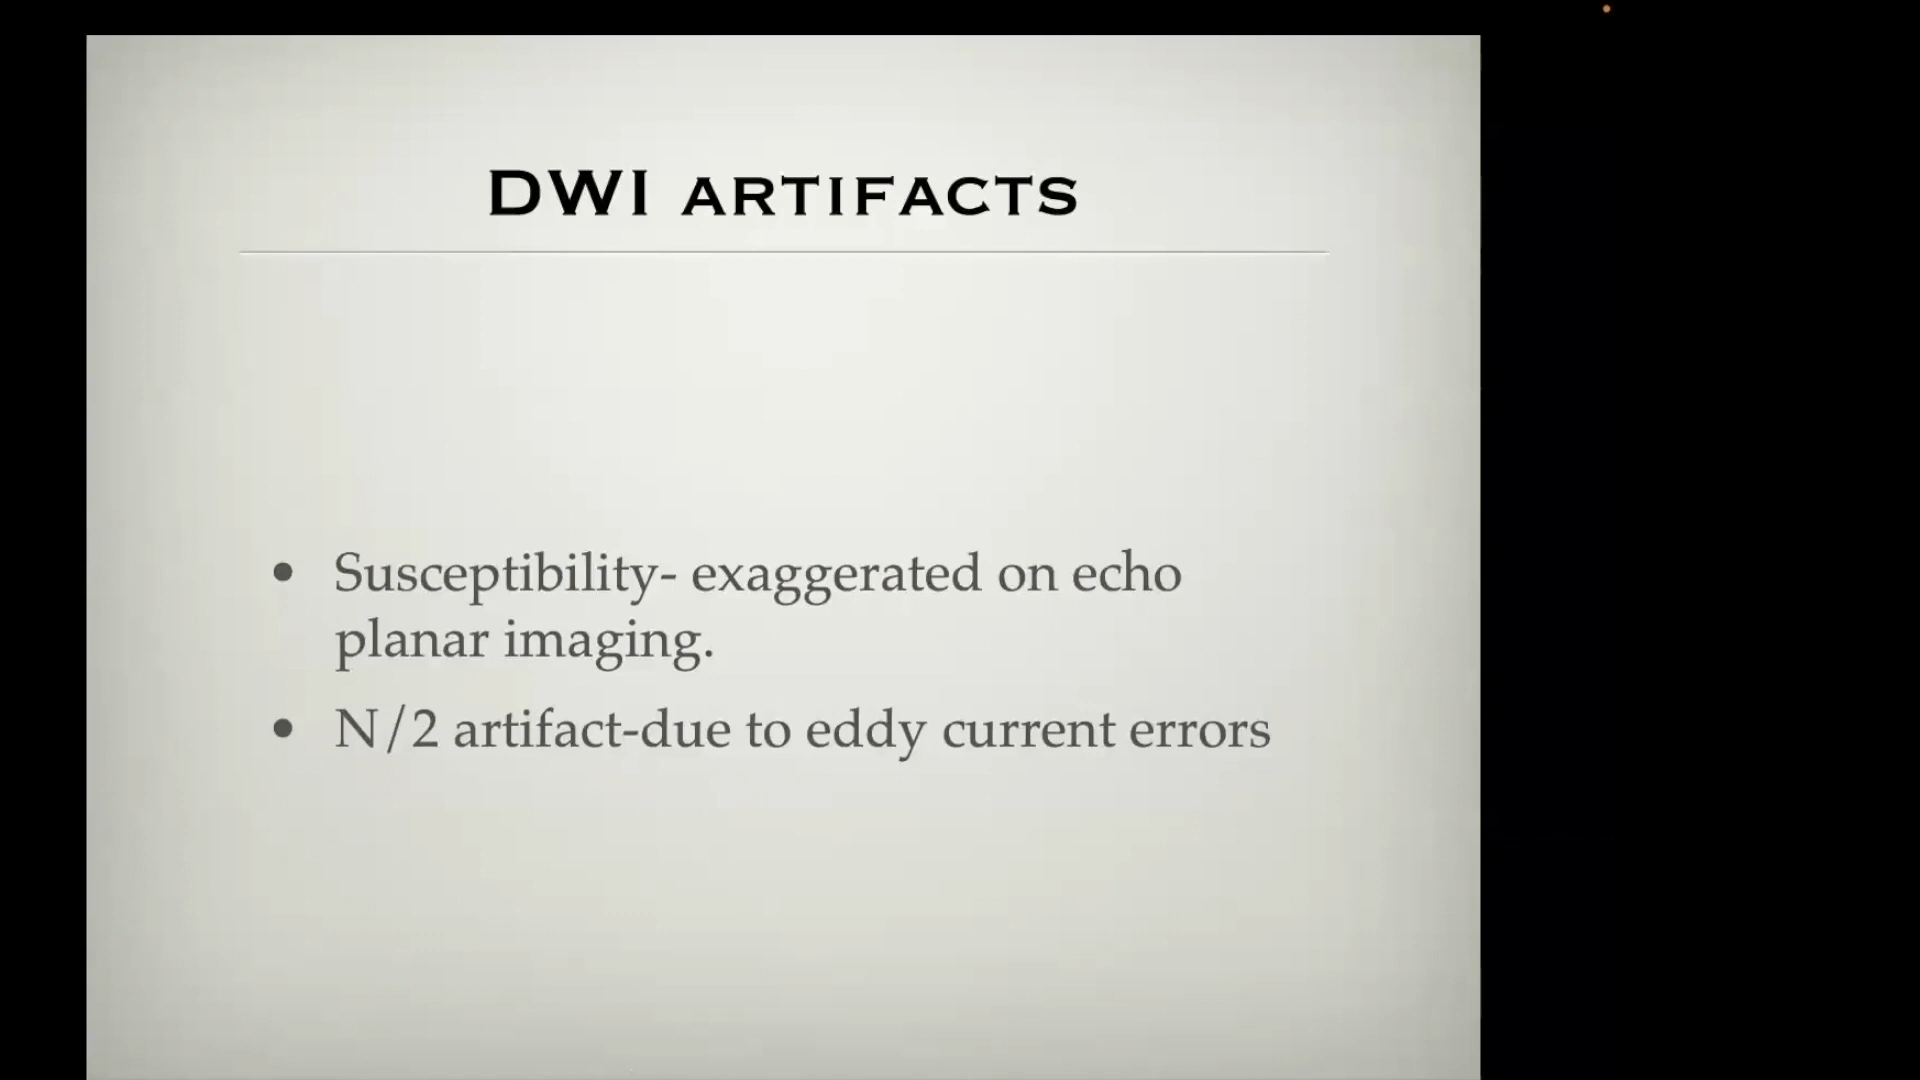 DWI ARTIFACTS
• Susceptibility- exaggerated on echo
planar imaging.
• N/2 artifact-due to eddy current errors